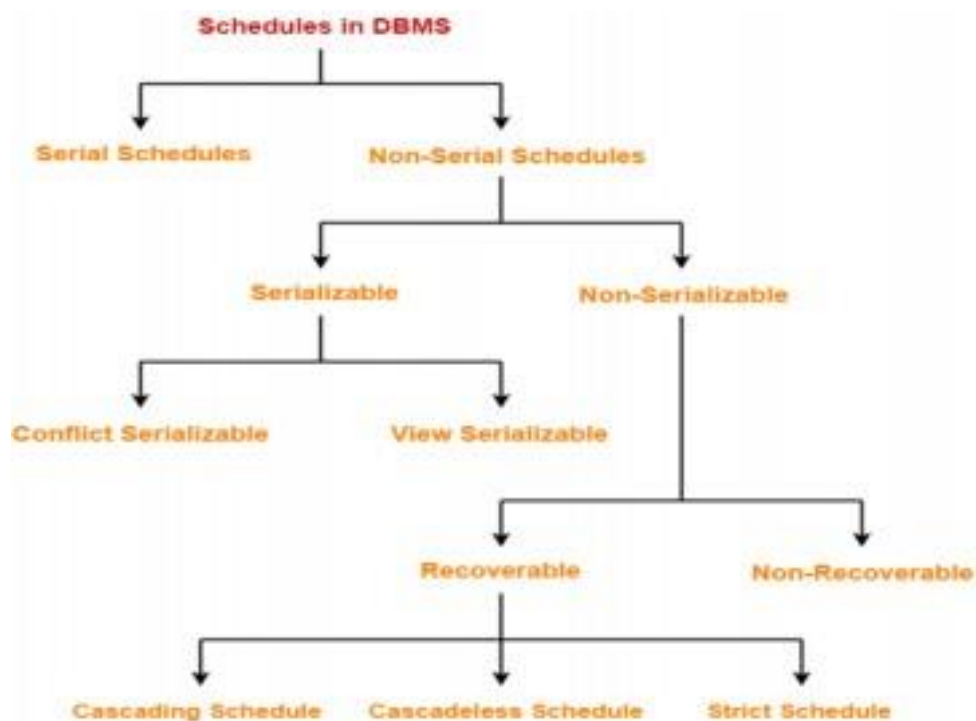 Schedules in DBMS
Serial Schedules
Non-Serial Schedules
Serializable
Non-Serializable
Conflict Serializable
View Serializable
Recoverable
Non-Recoverable
Cascading Schedule
Cascadeless Schedule
Strict Schedule